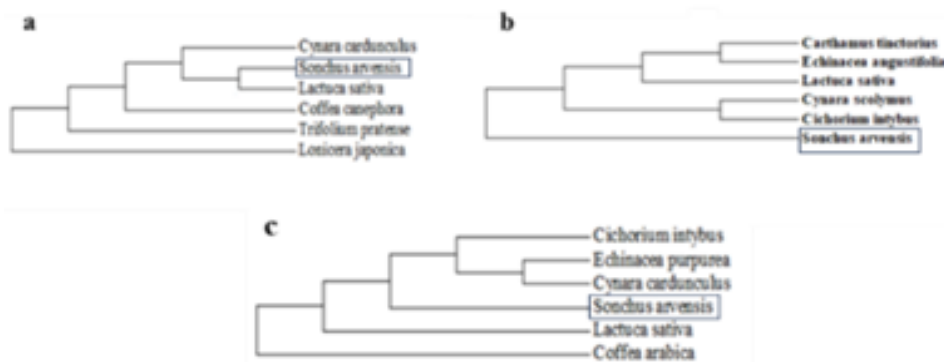 a
Cynara cardunculus
Sonchus arvensis
Lactuca sativa
Coffea canephora
Trifolium pratense
Lonicera japonica
b
Carthamus tinctorius
Echinacea angustifolia
Lactuca sativa
Cynara scolymus
Cichorium intybus
Sonchus arvensis
c
Cichorium intybus
Echinacea purpurea
Cynara cardunculus
Sonchus arvensis
Lactuca sativa
Coffea arabica